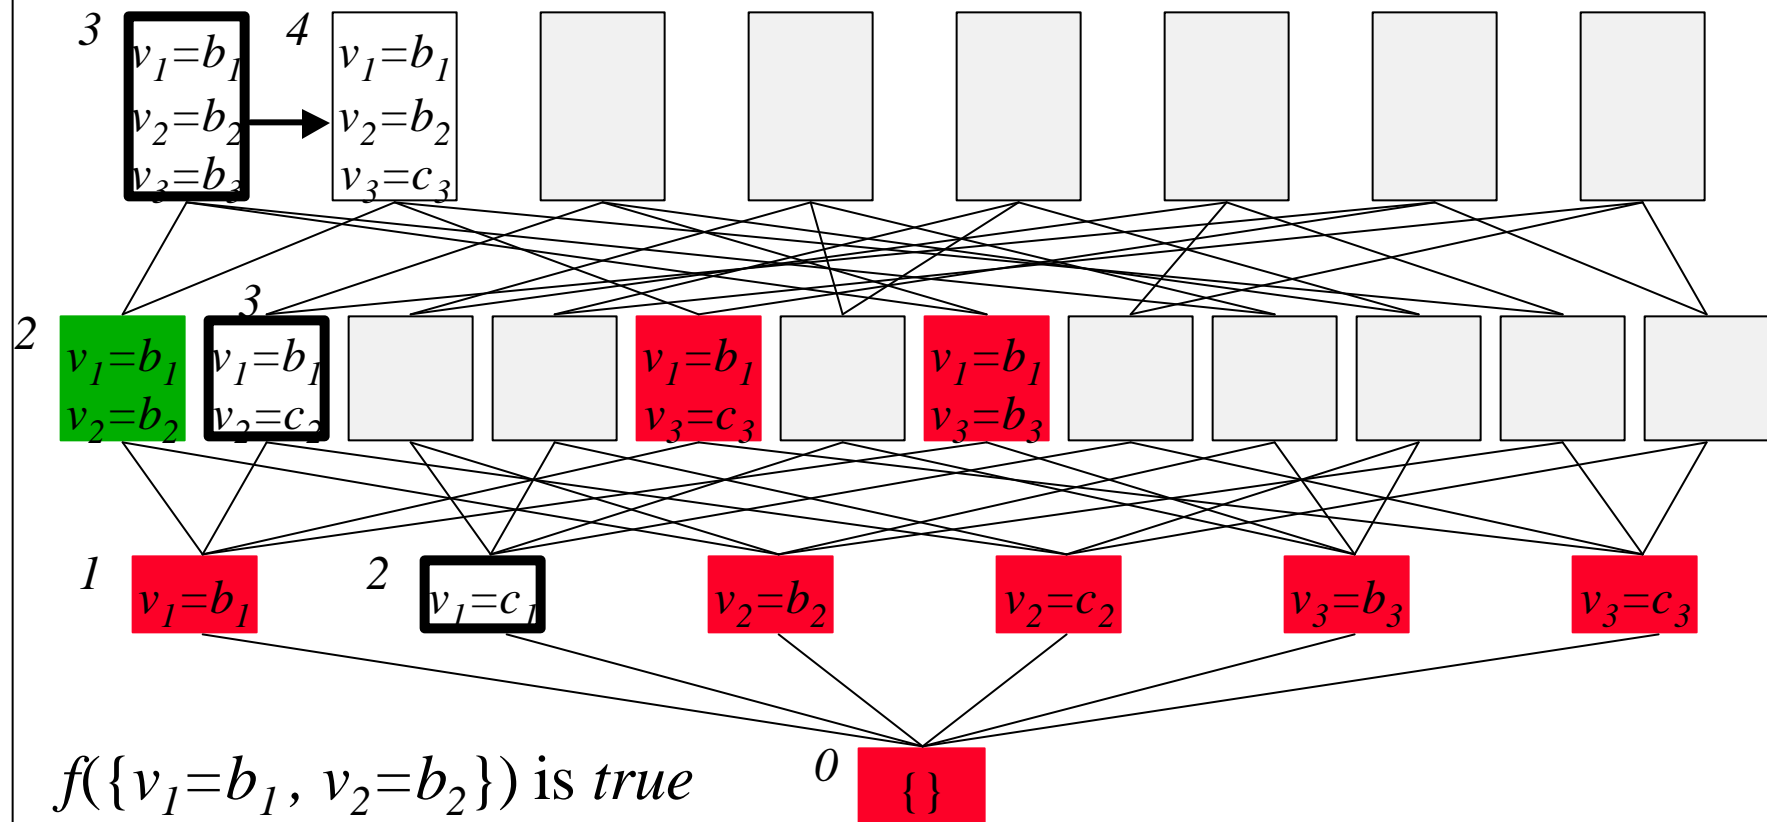 3
v₁=b₁
v₂=b₂
v₃=b₃
4
v₁=b₁
v₂=b₂
v₃=c₃
2
v₁=b₁
v₂=b₂
3
v₁=b₁
v₂=c₂
v₁=b₁
v₃=c₃
v₁=b₁
v₃=b₃
1
v₁=b₁
2
v₁=c₁
v₂=b₂
v₂=c₂
v₃=b₃
v₃=c₃
0
{}
f({v₁=b₁, v₂=b₂}) is true